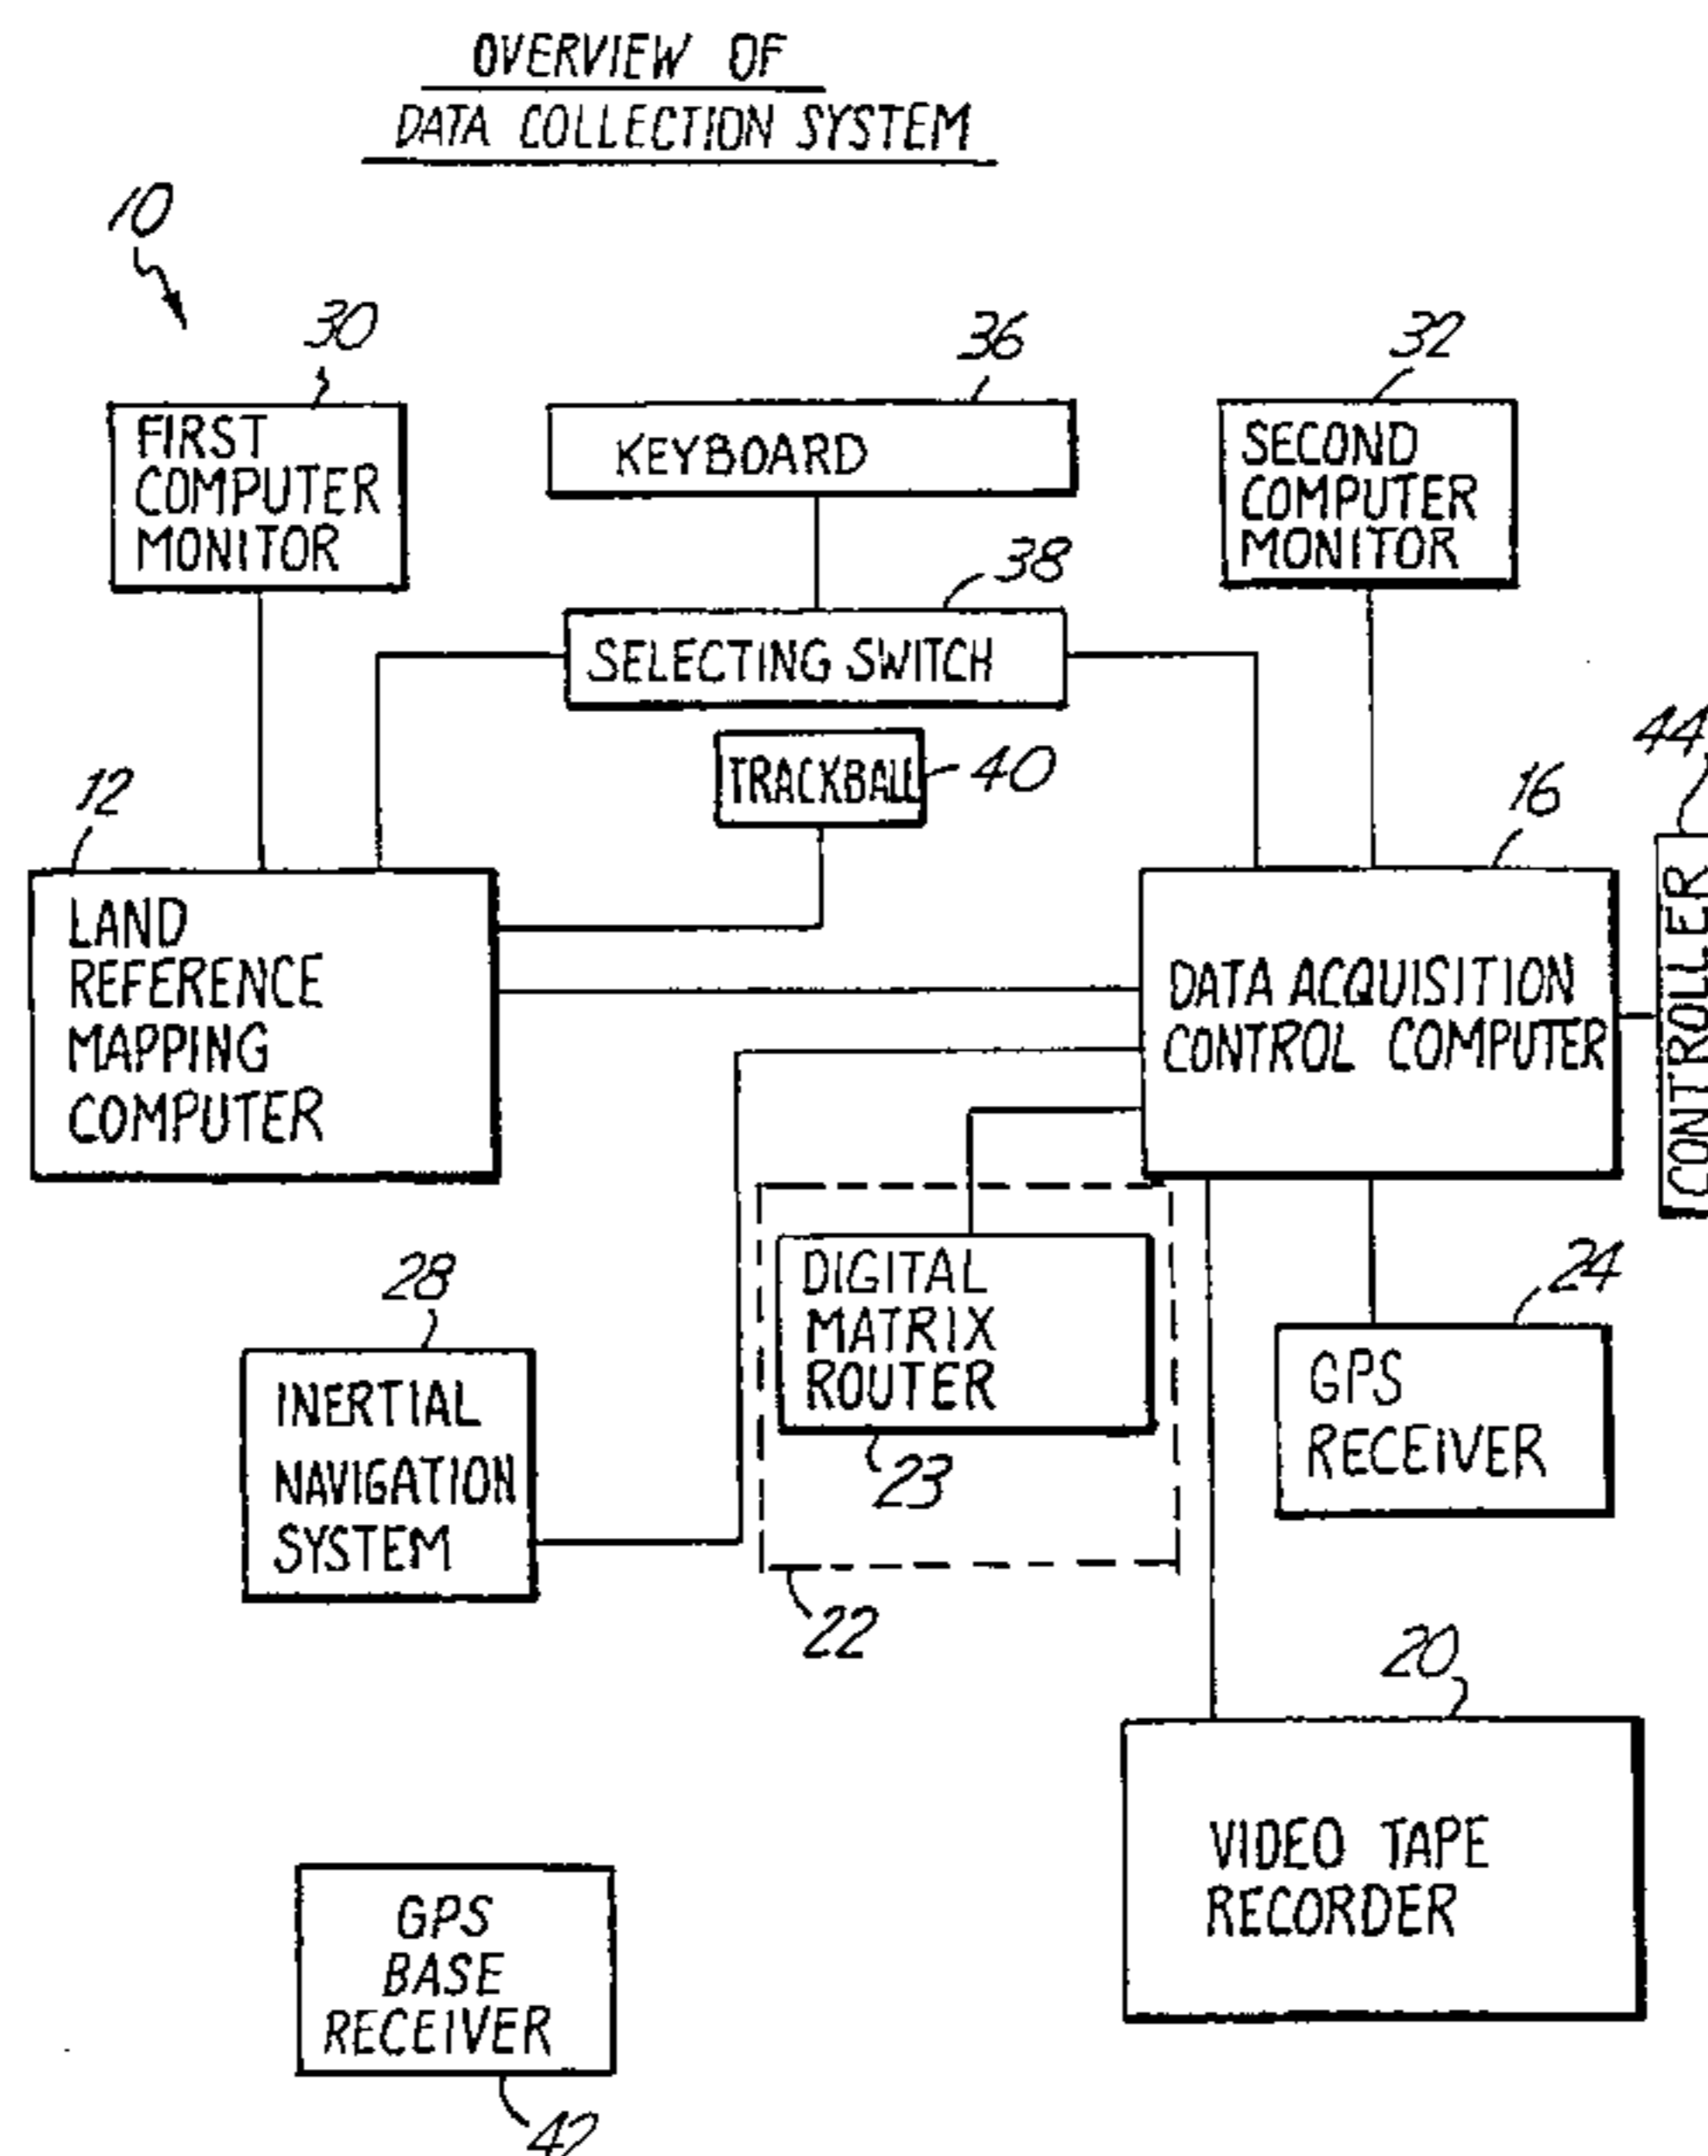 OVERVIEW OF
DATA COLLECTION SYSTEM
10
30
FIRST
COMPUTER
MONITOR
36
KEYBOARD
32
SECOND
COMPUTER
MONITOR
38
SELECTING SWITCH
TRACKBALL
40
12
LAND
REFERENCE
MAPPING
COMPUTER
16
DATA ACQUISITION
CONTROL COMPUTER
44
CONTROLLER
28
INERTIAL
NAVIGATION
SYSTEM
DIGITAL
MATRIX
ROUTER
23
22
24
GPS
RECEIVER
20
VIDEO TAPE
RECORDER
GPS
BASE
RECEIVER
42